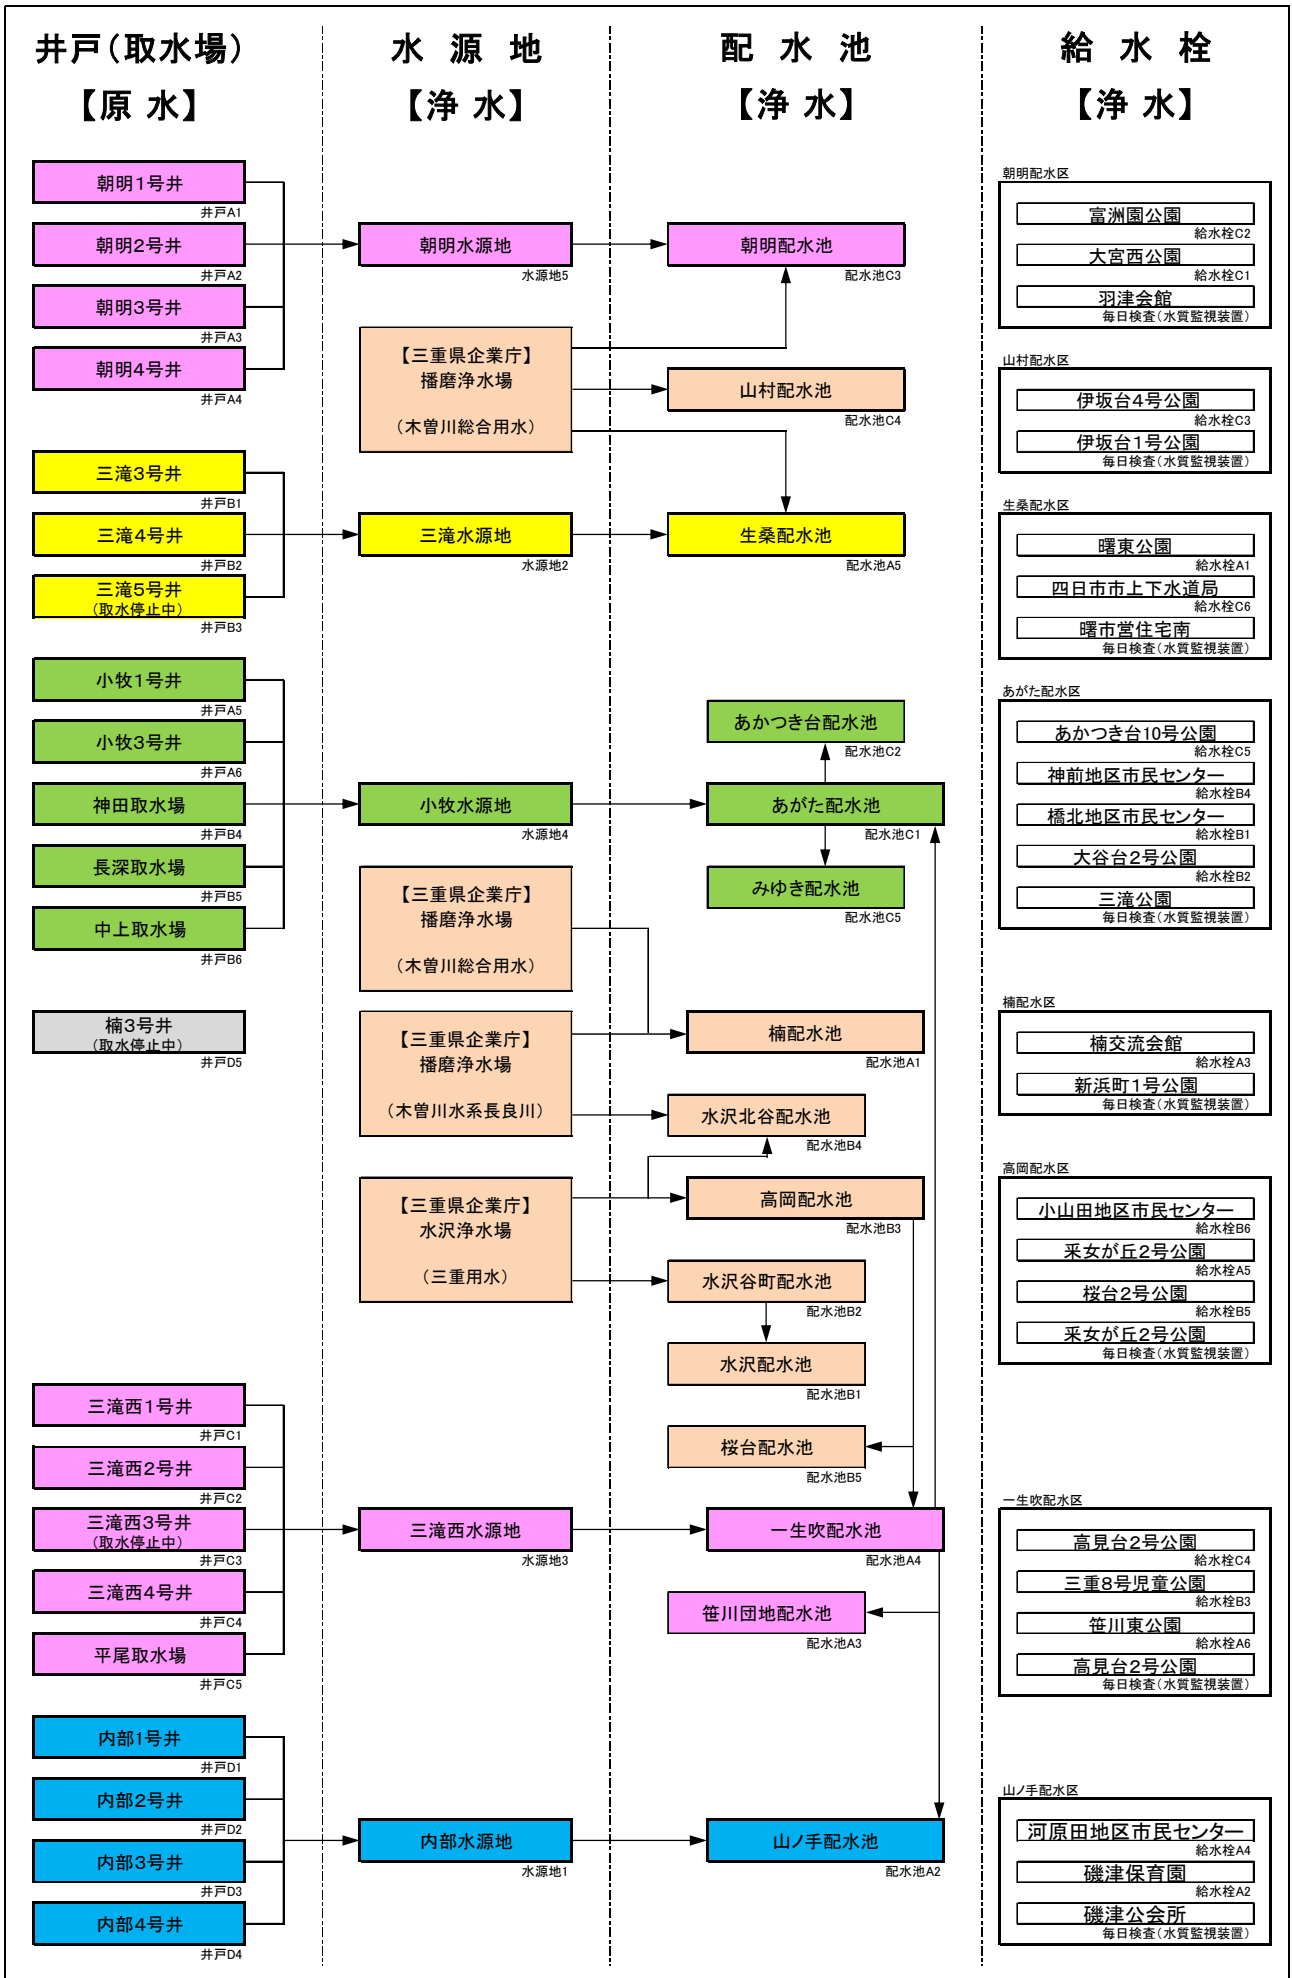 井戸（取水場）
【原 水】
朝明１号井
井戸A1
朝明２号井
井戸A2
朝明３号井
井戸A3
朝明４号井
井戸A4
三滝３号井
井戸B1
三滝４号井
井戸B2
三滝５号井
（取水停止中）
井戸B3
小牧１号井
井戸A5
小牧３号井
井戸A6
神田取水場
井戸B4
長深取水場
井戸B5
中上取水場
井戸B6
楠３号井
（取水停止中）
井戸D5
三滝西１号井
井戸C1
三滝西２号井
井戸C2
三滝西３号井
（取水停止中）
井戸C3
三滝西４号井
井戸C4
平尾取水場
井戸C5
内部１号井
井戸D1
内部２号井
井戸D2
内部３号井
井戸D3
内部４号井
井戸D4
水 源 地
【浄 水】
朝明水源地
水源地5
【三重県企業庁】
播磨浄水場
（木曽川総合用水）
三滝水源地
水源地2
小牧水源地
水源地4
【三重県企業庁】
播磨浄水場
（木曽川総合用水）
【三重県企業庁】
播磨浄水場
（木曽川水系長良川）
【三重県企業庁】
水沢浄水場
（三重用水）
三滝西水源地
水源地3
内部水源地
水源地1
配 水 池
【浄 水】
朝明配水池
配水池C3
山村配水池
配水池C4
生桑配水池
配水池A5
あかつき台配水池
配水池C2
あがた配水池
配水池C1
みゆき配水池
配水池C5
楠配水池
配水池A1
水沢北谷配水池
配水池B4
高岡配水池
配水池B3
水沢谷町配水池
配水池B2
水沢配水池
配水池B1
桜台配水池
配水池B5
一生吹配水池
配水池A4
笹川団地配水池
配水池A3
山ノ手配水池
配水池A2
給 水 栓
【浄 水】
朝明配水区
富洲園公園
給水栓C2
大宮西公園
給水栓C1
羽津会館
毎日検査（水質監視装置）
山村配水区
伊坂台４号公園
給水栓C3
伊坂台１号公園
毎日検査（水質監視装置）
生桑配水区
曙東公園
給水栓A1
四日市市上下水道局
給水栓C6
曙市営住宅南
毎日検査（水質監視装置）
あがた配水区
あかつき台10号公園
給水栓C5
神前地区市民センター
給水栓B4
橋北地区市民センター
給水栓B1
大谷台２号公園
給水栓B2
三滝公園
毎日検査（水質監視装置）
楠配水区
楠交流会館
給水栓A3
新浜町１号公園
毎日検査（水質監視装置）
高岡配水区
小山田地区市民センター
給水栓B6
采女が丘２号公園
給水栓A5
桜台２号公園
給水栓B5
采女が丘２号公園
毎日検査（水質監視装置）
一生吹配水区
高見台２号公園
給水栓C4
三重８号児童公園
給水栓B3
笹川東公園
給水栓A6
高見台２号公園
毎日検査（水質監視装置）
山ノ手配水区
河原田地区市民センター
給水栓A4
磯津保育園
給水栓A2
磯津公会所
毎日検査（水質監視装置）